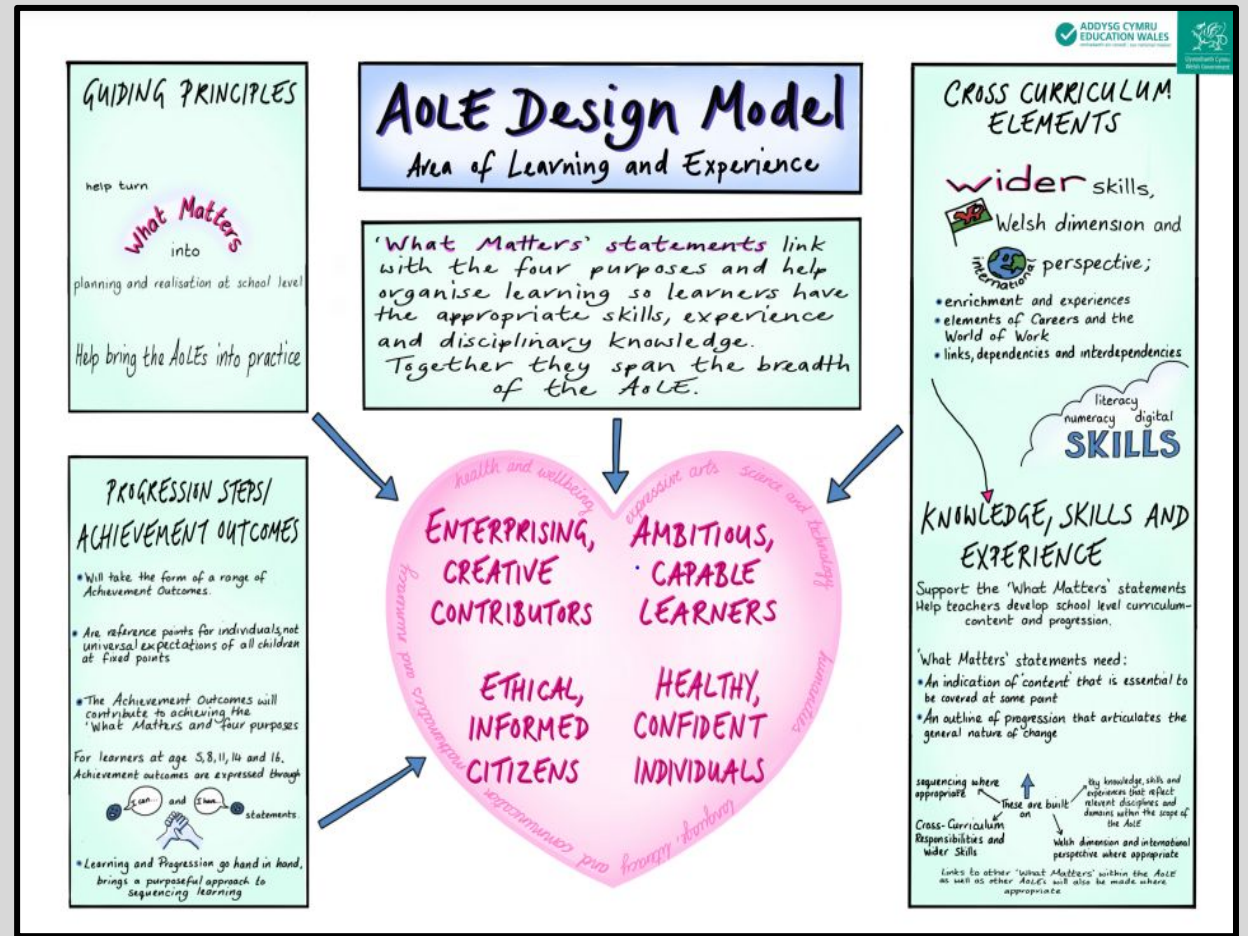 ADDYSG CYMRU
EDUCATION WALES
Llywodraeth Cymru
Welsh Government
GUIDING PRINCIPLES
help turn
What Matters
into
planning and realisation at school level
Help bring the AoLEs into practice
AOLE Design Model
Area of Learning and Experience
'What Matters' statements link
with the four purposes and help
organise learning so learners have
the appropriate skills, experience
and disciplinary knowledge.
Together they span the breadth
of the AoLE.
PROGRESSION STEPS/
ACHIEVEMENT OUTCOMES
• Will take the form of a range of
Achievement Outcomes.
• Are reference points for individuals, not
universal expectations of all children
at fixed points
• The Achievement Outcomes will
contribute to achieving the
'What Matters and four purposes
For learners at age 5, 8, 11, 14 and 16.
Achievement outcomes are expressed through
I can... and I have... statements.
• Learning and Progression go hand in hand,
brings a purposeful approach to
sequencing learning
health and wellbeing
expressive arts
science and technology
humanities
language, literacy
and communication
mathematics and numeracy
ENTERPRISING,
CREATIVE
CONTRIBUTORS
AMBITIOUS,
CAPABLE
LEARNERS
ETHICAL,
INFORMED
CITIZENS
HEALTHY,
CONFIDENT
INDIVIDUALS
CROSS CURRICULUM
ELEMENTS
wider skills,
Welsh dimension and
international perspective;
• enrichment and experiences
• elements of Careers and the
World of Work
• links, dependencies and interdependencies
literacy
numeracy digital
SKILLS
KNOWLEDGE, SKILLS AND
EXPERIENCE
Support the 'What Matters' statements
Help teachers develop school level curriculum-
content and progression.
'What Matters' statements need:
• An indication of 'content' that is essential to
be covered at some point
• An outline of progression that articulates the
general nature of change
sequencing where
appropriate
These are built
on
key knowledge, skills and
experiences that reflect
relevent disciplines and
domains within the scope of
the AoLE
Cross-Curriculum
Responsibilities and
Wider Skills
Welsh dimension and international
perspective where appropriate
Links to other 'What Matters' within the AoLE
as well as other AoLEs will also be made where
appropriate